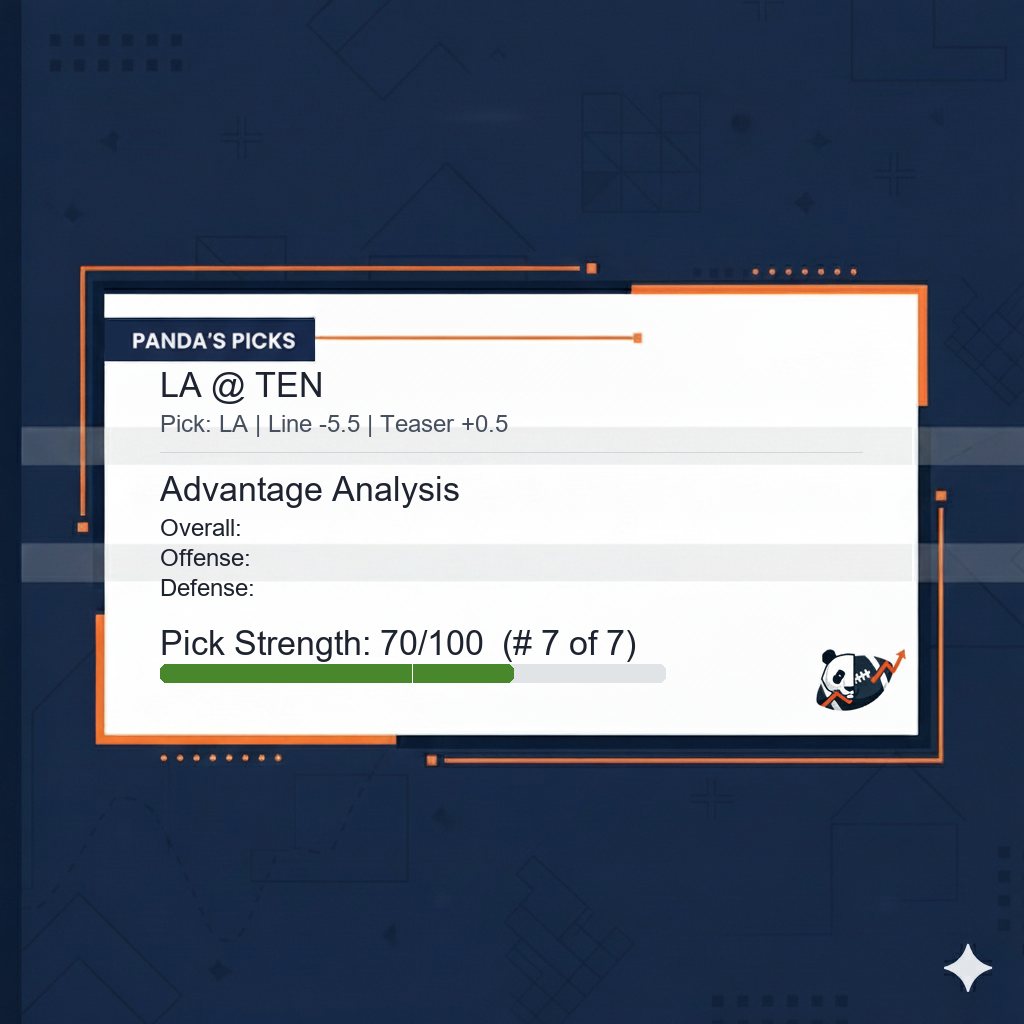 PANDA'S PICKS
LA @ TEN
Pick: LA | Line -5.5 | Teaser +0.5
Advantage Analysis
Overall:
Offense:
Defense:
Pick Strength: 70/100 (# 7 of 7)